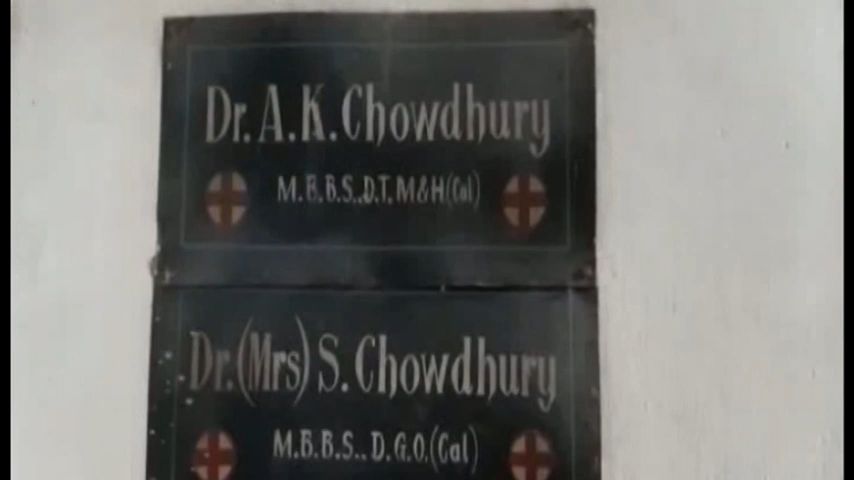 Dr. A. K. Chowdhury
M.B.B.S.,D.T.M&H(Cal)
Dr. (Mrs) S. Chowdhury
M.B.B.S.. D.G.O.(Cal)